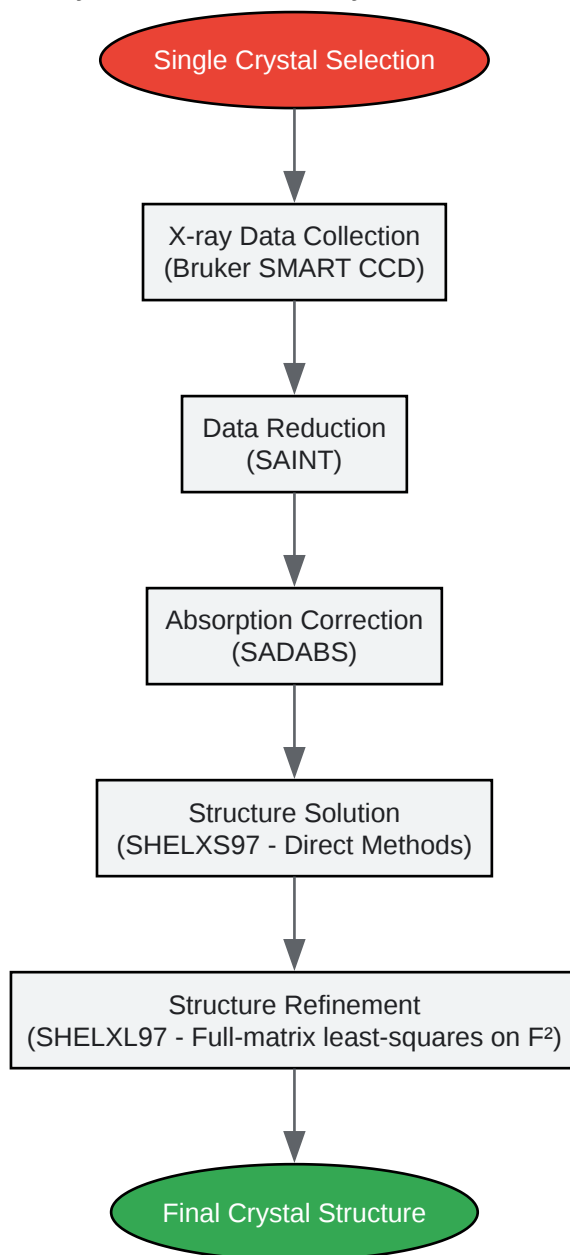 Single Crystal Selection
X-ray Data Collection
(Bruker SMART CCD)
Data Reduction
(SAINT)
Absorption Correction
(SADABS)
Structure Solution
(SHELXS97 - Direct Methods)
Structure Refinement
(SHELXL97 - Full-matrix least-squares on F²)
Final Crystal Structure